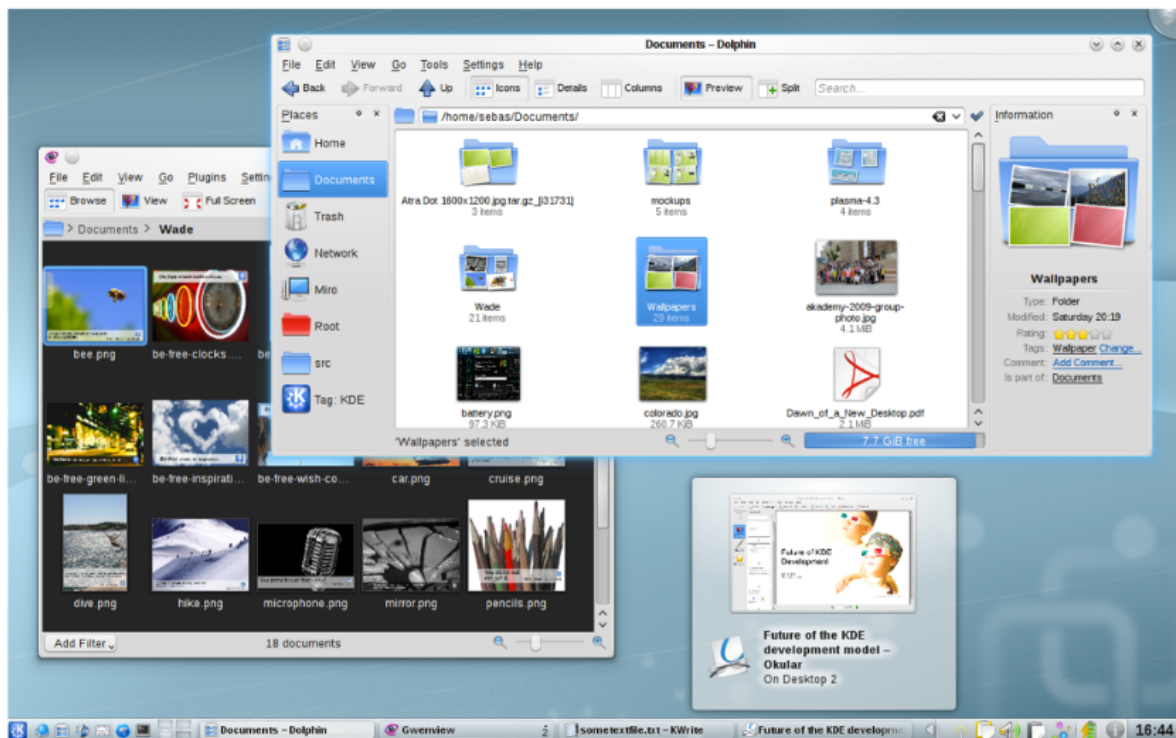 Documents – Dolphin
File Edit View Go Tools Settings Help
Back Forward Up Icons Details Columns Preview Split Search...
Places
/home/sebas/Documents/
Information
Home
Documents
Trash
Network
Miro
Root
src
Tag: KDE
Atra Dot 1600x1200.jpg.tar.gz_[i31731]
3 items
mockups
5 items
plasma-4.3
4 items
Wade
21 items
Wallpapers
29 items
akademy-2009-group-
photo.jpg
4.1 MiB
battery.png
97.3 KiB
colorado.jpg
260.7 KiB
Dawn_of_a_New_Desktop.pdf
2.1 MiB
'Wallpapers' selected
7.7 GiB free
Wallpapers
Type: Folder
Modified: Saturday 20:19
Rating:
Tags: Wallpaper Change...
Comment: Add Comment...
Is part of: Documents
File Edit View Go Plugins Settin
Browse View Full Screen
> Documents > Wade
bee.png
be-free-clocks....
be-free-green-li...
be-free-inspirati...
be-free-wish-co...
car.png
cruise.png
dive.png
hike.png
microphone.png
mirror.png
pencils.png
Add Filter
18 documents
Future of KDE
Development
Future of the KDE
development model –
Okular
On Desktop 2
Documents – Dolphin
Gwenview
2
sometextfile.txt – KWrite
Future of the KDE developme
16:44